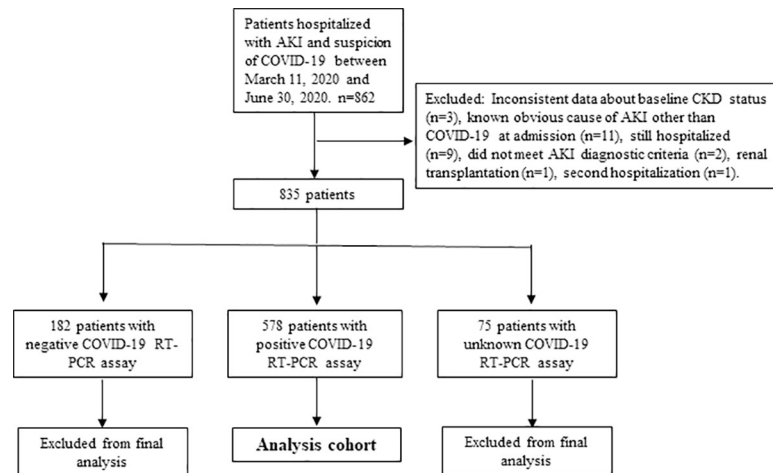 Patients hospitalized
with AKI and suspicion
of COVID-19 between
March 11, 2020 and
June 30, 2020. n=862
Excluded: Inconsistent data about baseline CKD status
(n=3), known obvious cause of AKI other than
COVID-19 at admission (n=11), still hospitalized
(n=9), did not meet AKI diagnostic criteria (n=2), renal
transplantation (n=1), second hospitalization (n=1).
835 patients
182 patients with
negative COVID-19 RT-
PCR assay
578 patients with
positive COVID-19
RT-PCR assay
75 patients with
unknown COVID-19
RT-PCR assay
Excluded from final
analysis
Analysis cohort
Excluded from final
analysis